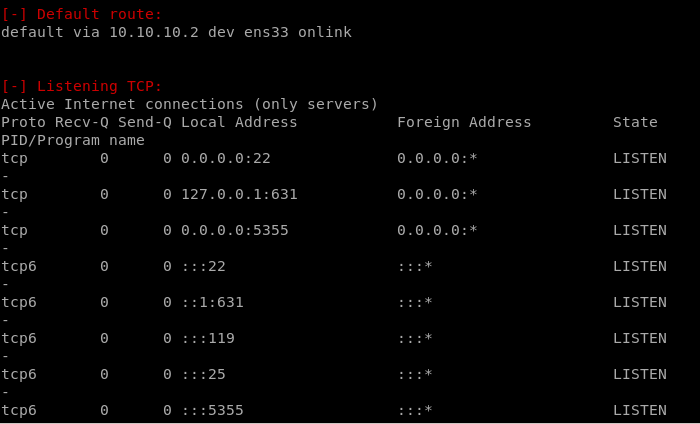 [-] Default route:
default via 10.10.10.2 dev ens33 onlink
[-] Listening TCP:
Active Internet connections (only servers)
Proto Recv-Q Send-Q Local Address           Foreign Address         State
PID/Program name
tcp        0      0 0.0.0.0:22              0.0.0.0:*               LISTEN
-
tcp        0      0 127.0.0.1:631           0.0.0.0:*               LISTEN
-
tcp        0      0 0.0.0.0:5355            0.0.0.0:*               LISTEN
-
tcp6       0      0 :::22                   :::*                    LISTEN
-
tcp6       0      0 ::1:631                 :::*                    LISTEN
-
tcp6       0      0 :::119                  :::*                    LISTEN
-
tcp6       0      0 :::25                   :::*                    LISTEN
-
tcp6       0      0 :::5355                 :::*                    LISTEN